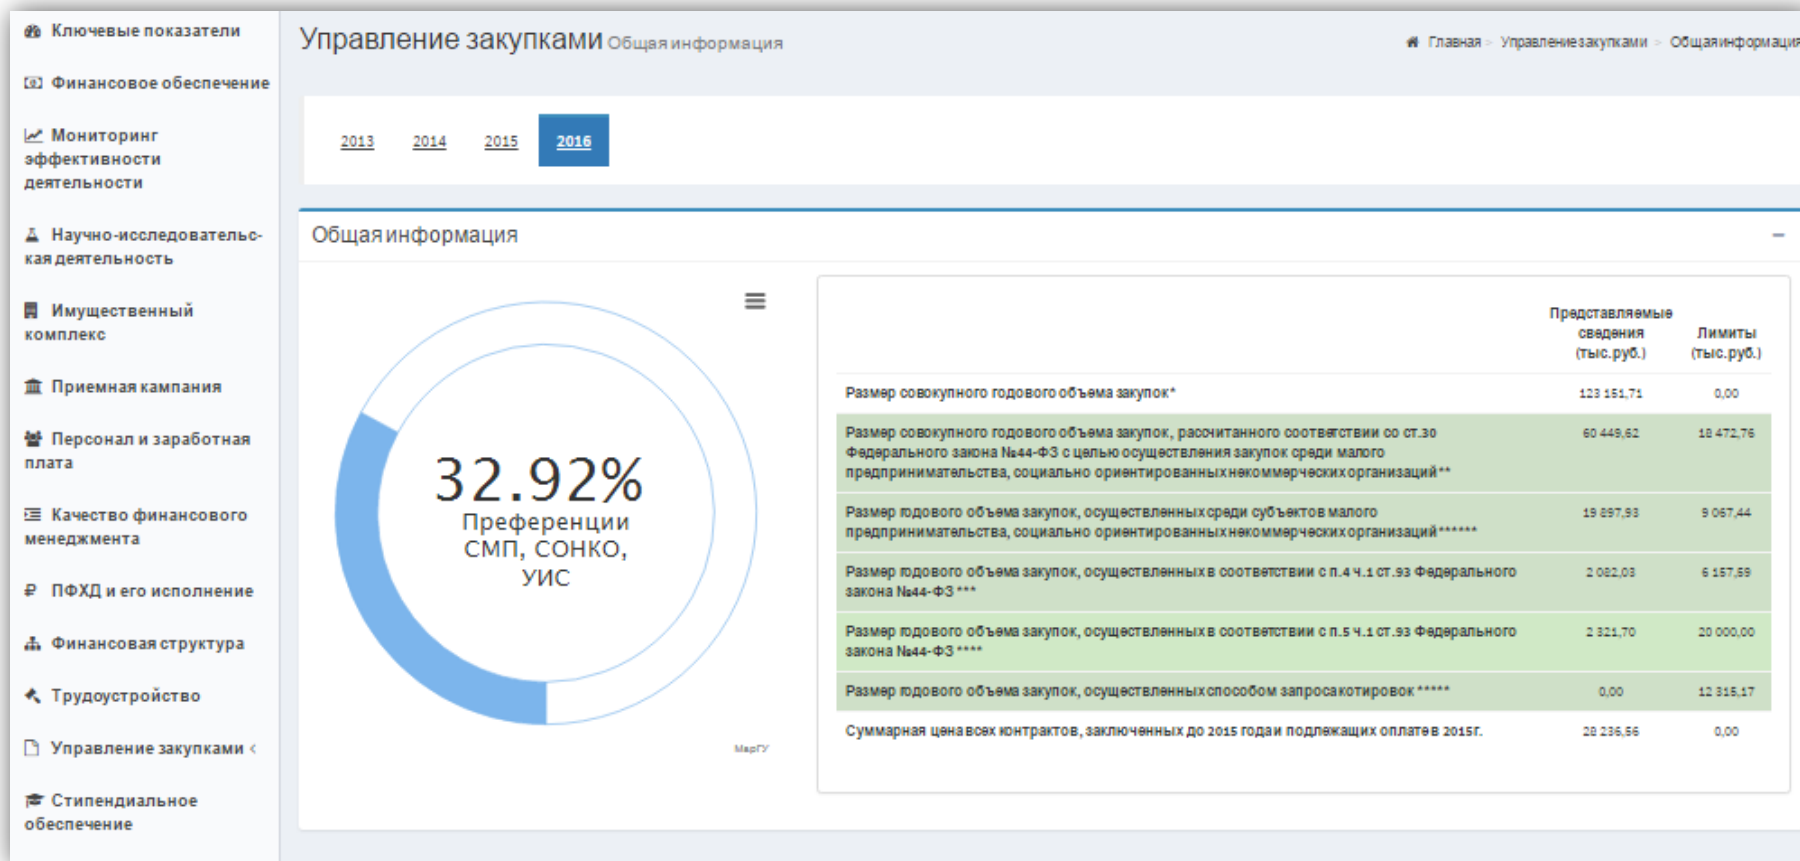 Ключевые показатели
Финансовое обеспечение
Мониторинг
эффективности
деятельности
Научно-исследовательс-
кая деятельность
Имущественный
комплекс
Приемная кампания
Персонал и заработная
плата
Качество финансового
менеджмента
ПФХД и его исполнение
Финансовая структура
Трудоустройство
Управление закупками <
Стипендиальное
обеспечение
Управление закупками Общая информация
Главная > Управление закупками > Общая информация
2013 2014 2015 2016
Общая информация
32.92%
Преференции
СМП, СОНКО,
УИС
МарГУ
Представляемые
сведения
(тыс.руб.)
Лимиты
(тыс.руб.)
Размер совокупного годового объема закупок* 123 151,71 0,00
Размер совокупного годового объема закупок, рассчитанного соответствии со ст.30 60 449,62 18 472,76
Федерального закона №44-ФЗ с целью осуществления закупок среди малого
предпринимательства, социально ориентированных некоммерческих организаций**
Размер годового объема закупок, осуществленных среди субъектов малого 19 897,93 9 067,44
предпринимательства, социально ориентированных некоммерческих организаций******
Размер годового объема закупок, осуществленных в соответствии с п.4 ч.1 ст.93 Федерального 2 082,03 6 157,59
закона №44-ФЗ ***
Размер годового объема закупок, осуществленных в соответствии с п.5 ч.1 ст.93 Федерального 2 321,70 20 000,00
закона №44-ФЗ ****
Размер годового объема закупок, осуществленных способом запроса котировок ***** 0,00 12 315,17
Суммарная цена всех контрактов, заключенных до 2015 года и подлежащих оплате в 2015г. 28 236,56 0,00